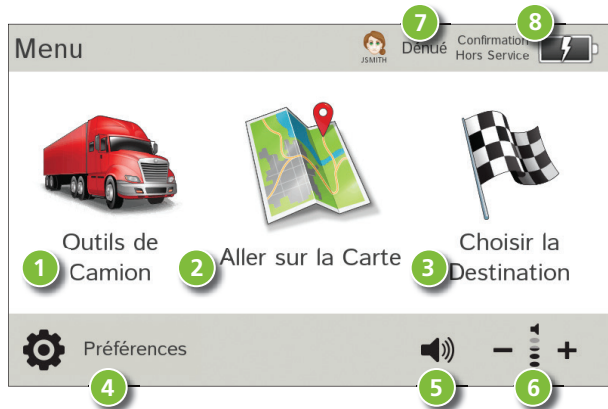 7
8
Menu
JSMITH
Dénué
Confirmation
Hors Service
Outils de
Camion
1
Aller sur la Carte
2
Choisir la
Destination
3
Préférences
4
5
− +
6